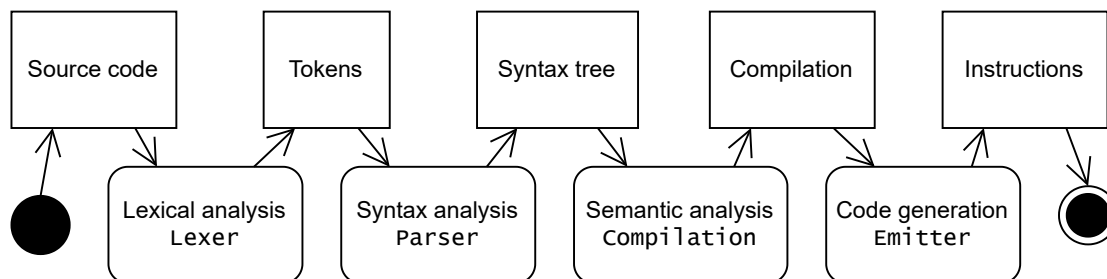 Source code
Tokens
Syntax tree
Compilation
Instructions
Lexical analysis
Lexer
Syntax analysis
Parser
Semantic analysis
Compilation
Code generation
Emitter